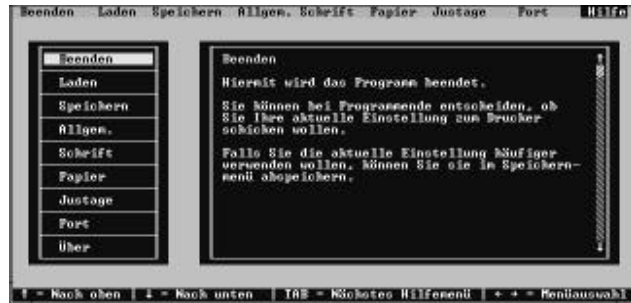 Beenden Laden Speichern Allgem. Schrift Papier Justage Port Hilfe
Beenden
Laden
Speichern
Allgem.
Schrift
Papier
Justage
Port
Über
Beenden
Hiermit wird das Programm beendet.
Sie können bei Programmende entscheiden, ob
Sie Ihre aktuelle Einstellung zum Drucker
schicken wollen.
Falls Sie die aktuelle Einstellung häufiger
verwenden wollen, können Sie sie im Speichern-
menü abspeichern.
↑ = Nach oben | ↓ = Nach unten | TAB = Nächstes Hilfemenü | ← → = Menüauswahl